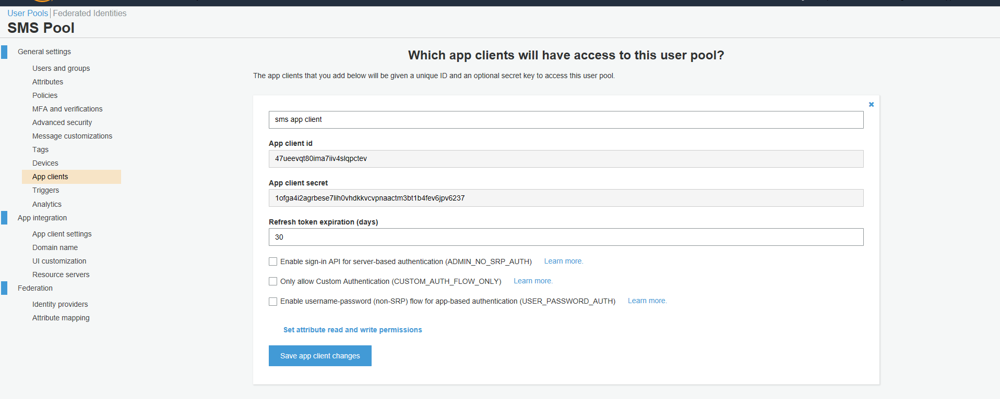 User Pools | Federated Identities
SMS Pool
General settings
Users and groups
Attributes
Policies
MFA and verifications
Advanced security
Message customizations
Tags
Devices
App clients
Triggers
Analytics
App integration
App client settings
Domain name
UI customization
Resource servers
Federation
Identity providers
Attribute mapping
Which app clients will have access to this user pool?
The app clients that you add below will be given a unique ID and an optional secret key to access this user pool.
sms app client
App client id
47ueevqt80ima7iiv4slqpctev
App client secret
1ofga4i2agrbese7lih0vhdkkvcvpnaactm3bt1b4fev6jpv6237
Refresh token expiration (days)
30
Enable sign-in API for server-based authentication (ADMIN_NO_SRP_AUTH) Learn more.
Only allow Custom Authentication (CUSTOM_AUTH_FLOW_ONLY) Learn more.
Enable username-password (non-SRP) flow for app-based authentication (USER_PASSWORD_AUTH) Learn more.
Set attribute read and write permissions
Save app client changes